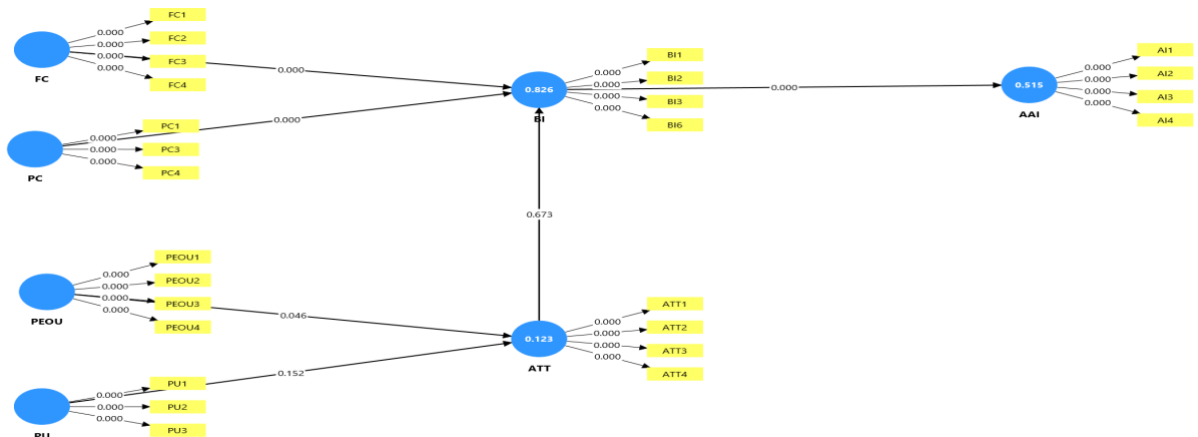 FC1
0.000
FC2
0.000
0.000
FC3
0.000
FC4
FC
0.000
PC1
0.000
0.000
PC3
0.000
PC4
PC
0.000
0.826
BI
BI1
0.000
BI2
0.000
0.000
BI3
0.000
BI6
0.000
0.515
AAI
AI1
0.000
AI2
0.000
0.000
AI3
0.000
AI4
0.673
PEOU1
0.000
PEOU2
0.000
0.000
PEOU3
0.000
PEOU4
PEOU
0.046
0.123
ATT
ATT1
0.000
ATT2
0.000
0.000
ATT3
0.000
ATT4
0.152
PU1
0.000
0.000
PU2
0.000
PU3
PU